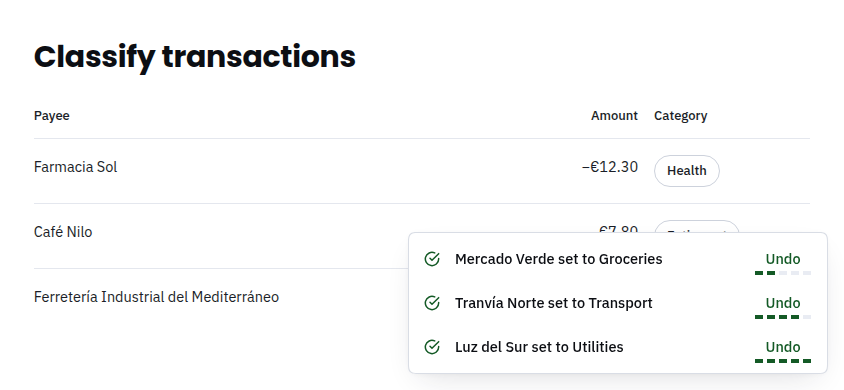 Classify transactions
Payee Amount Category
Farmacia Sol −€12.30 Health
Café Nilo
Ferretería Industrial del Mediterráneo
Mercado Verde set to Groceries Undo
Tranvía Norte set to Transport Undo
Luz del Sur set to Utilities Undo